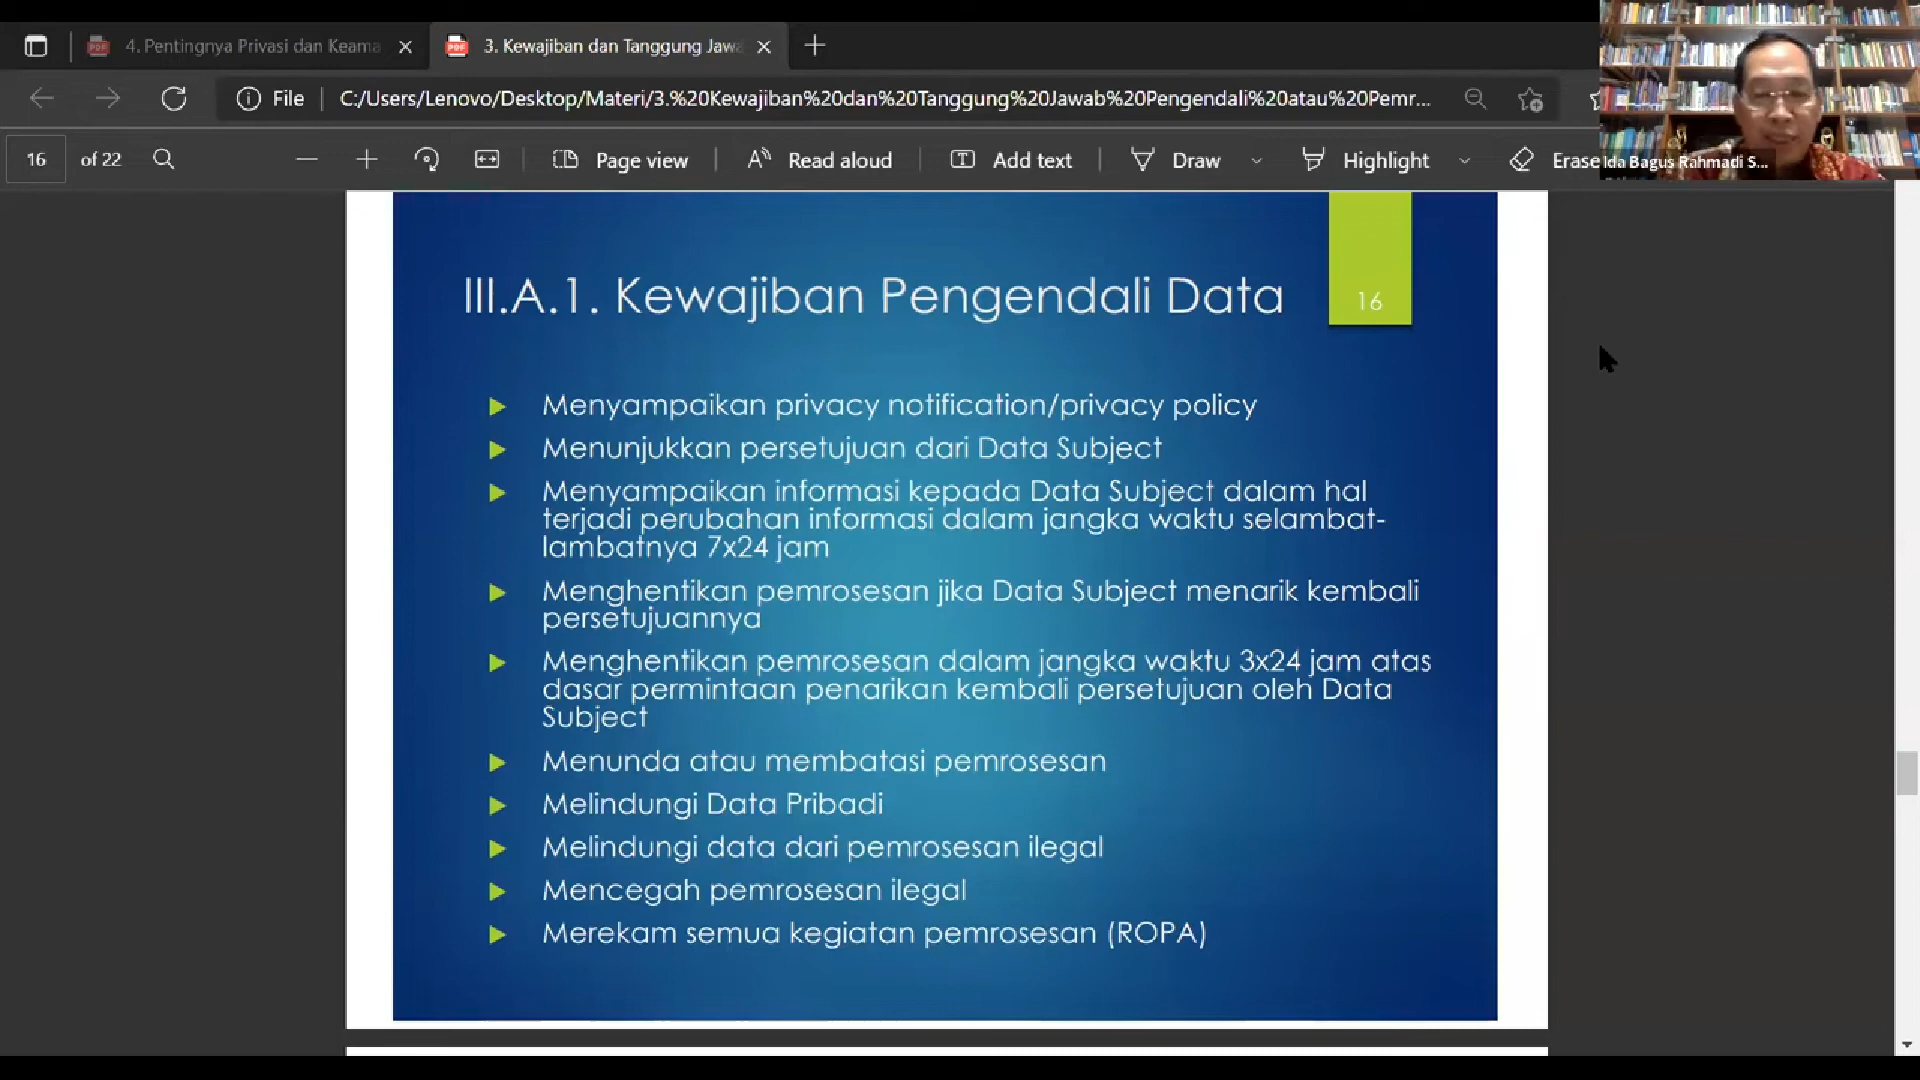 4. Pentingnya Privasi dan Keama
3. Kewajiban dan Tanggung Jawa
File
C:/Users/Lenovo/Desktop/Materi/3.%20Kewajiban%20dan%20Tanggung%20Jawab%20Pengendali%20atau%20Pemr...
16 of 22
Page view
Read aloud
Add text
Draw
Highlight
Erase
Ida Bagus Rahmadi S...
III.A.1. Kewajiban Pengendali Data
16
Menyampaikan privacy notification/privacy policy
Menunjukkan persetujuan dari Data Subject
Menyampaikan informasi kepada Data Subject dalam hal
terjadi perubahan informasi dalam jangka waktu selambat-
lambatnya 7x24 jam
Menghentikan pemrosesan jika Data Subject menarik kembali
persetujuannya
Menghentikan pemrosesan dalam jangka waktu 3x24 jam atas
dasar permintaan penarikan kembali persetujuan oleh Data
Subject
Menunda atau membatasi pemrosesan
Melindungi Data Pribadi
Melindungi data dari pemrosesan ilegal
Mencegah pemrosesan ilegal
Merekam semua kegiatan pemrosesan (ROPA)